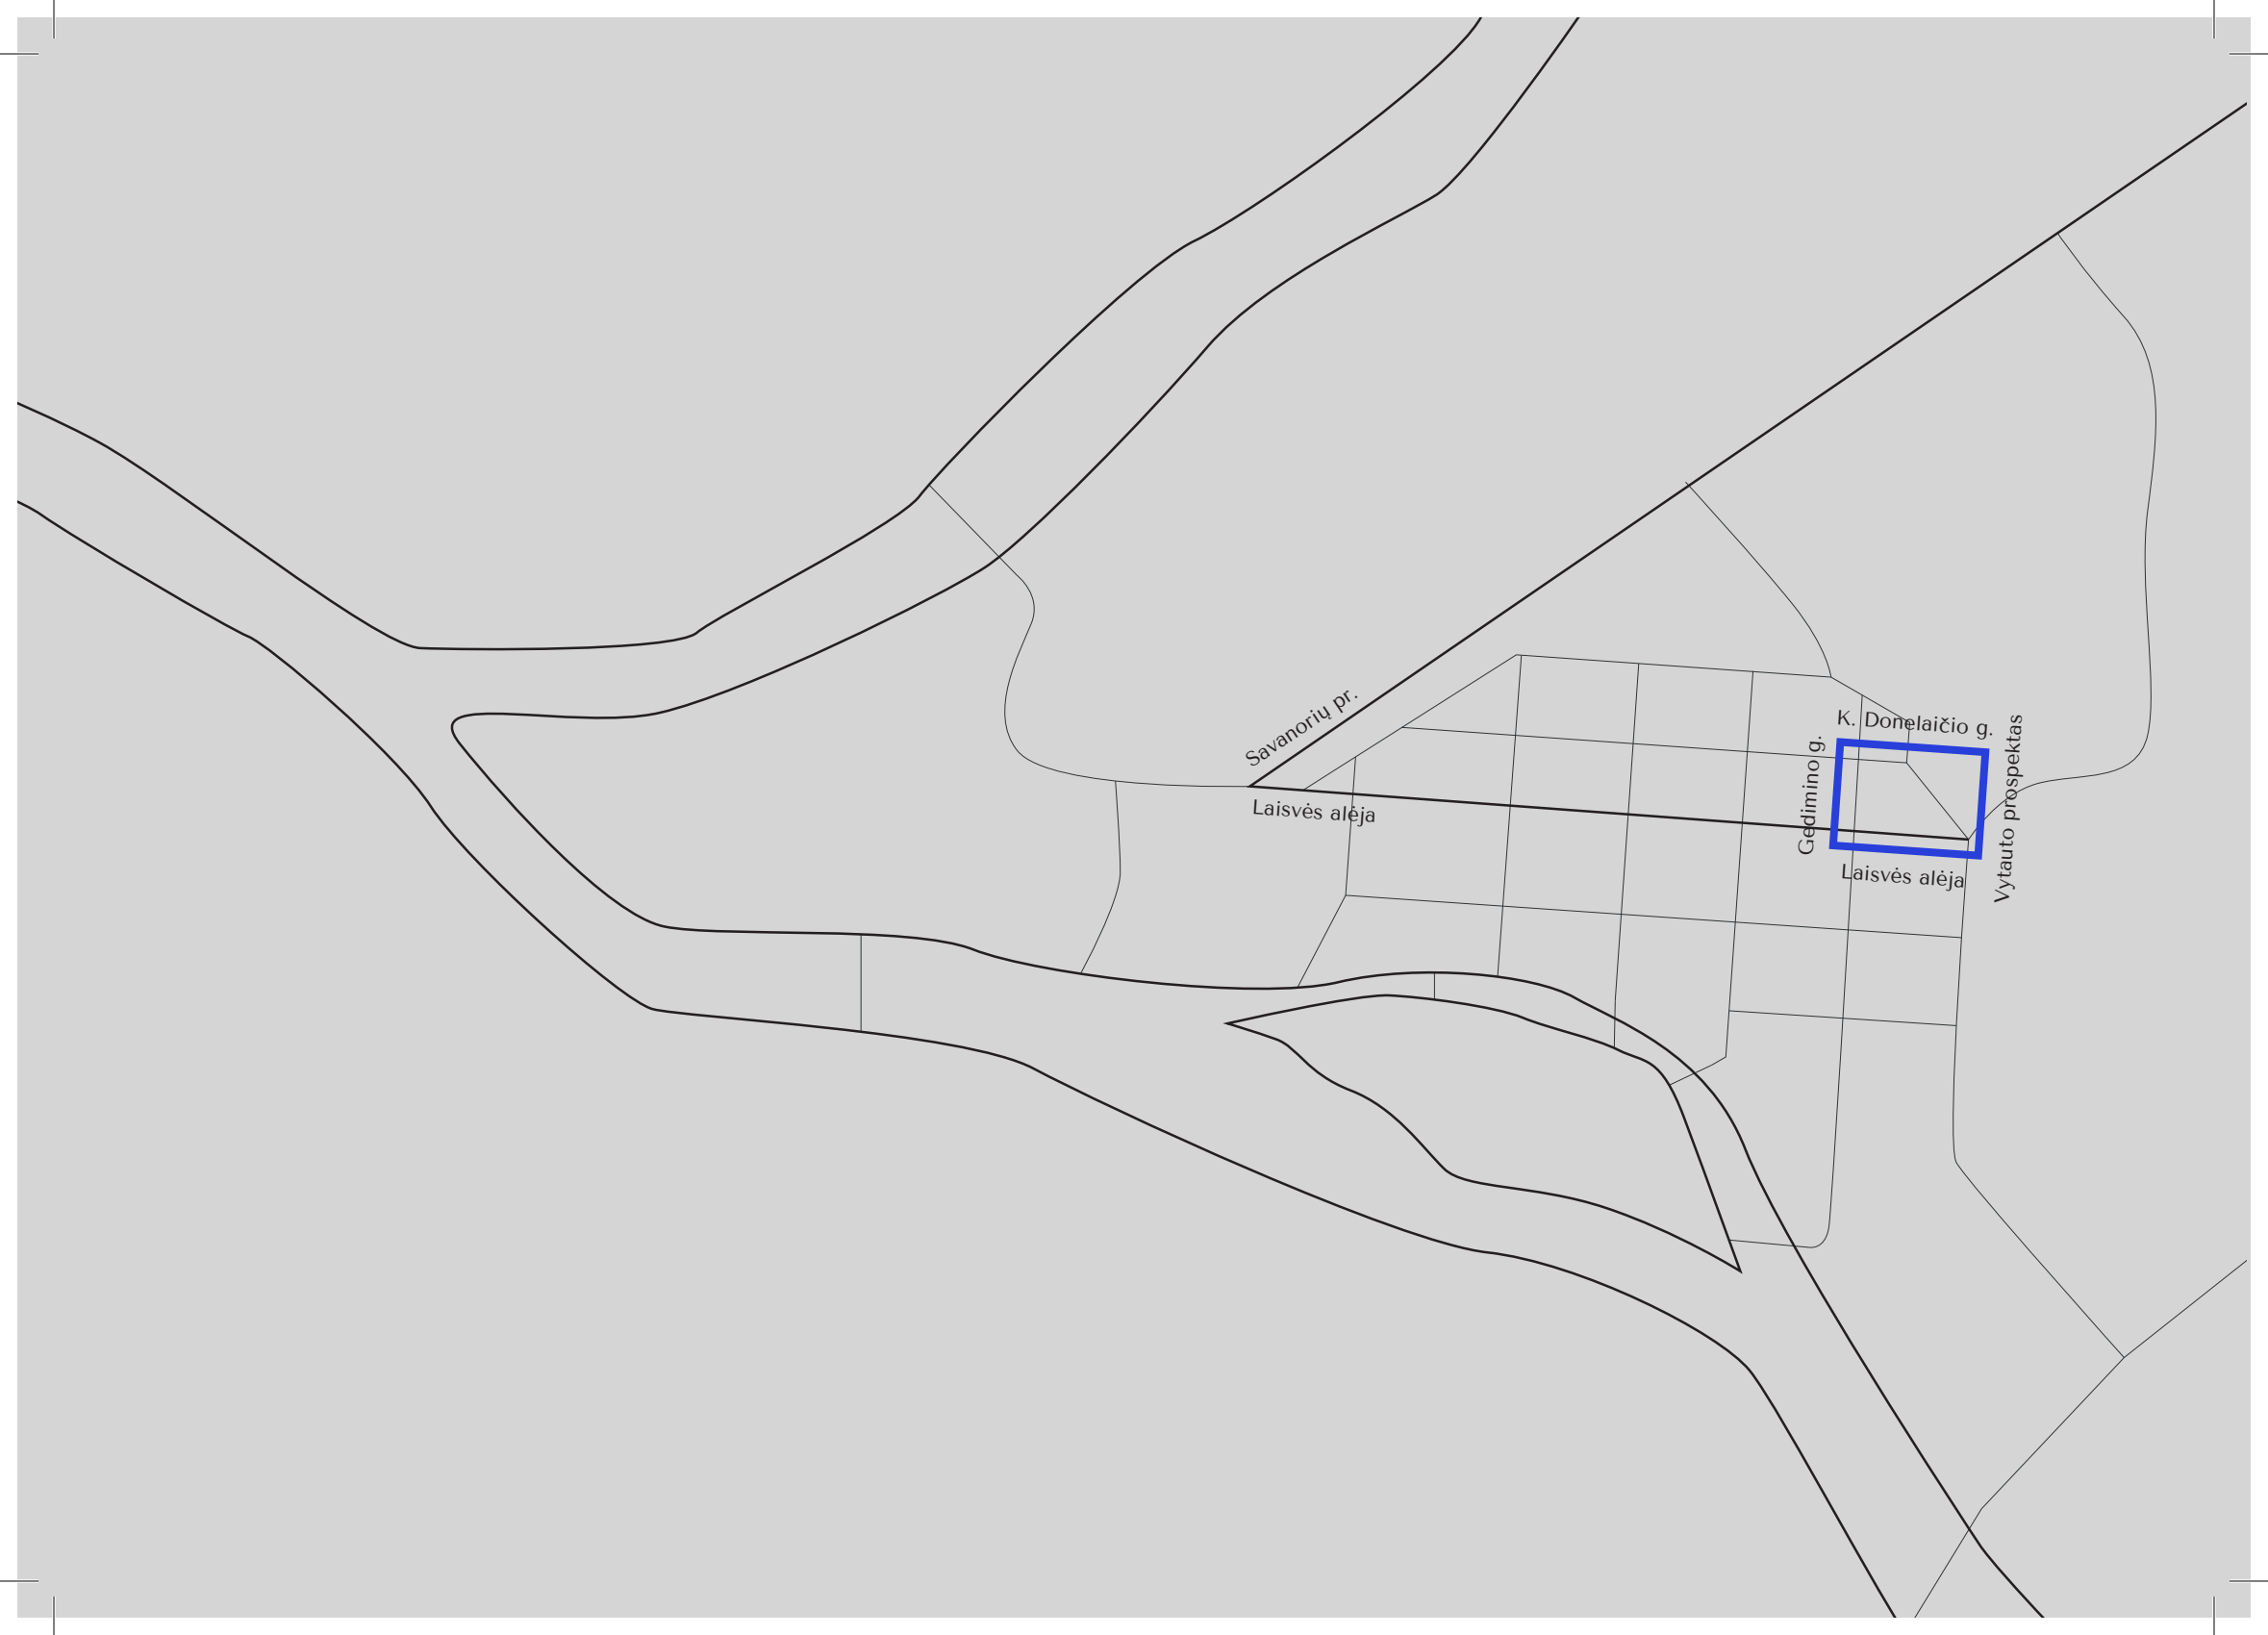 Savanorių pr.
Laisvės alėja
K. Donelaičio g.
Gedimino g.
Vytauto prospektas
Laisvės alėja